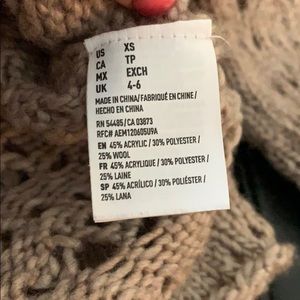 US XS
CA TP
MX EXCH
UK 4-6
MADE IN CHINA/FABRIQUÉ EN CHINE/
HECHO EN CHINA
RN 54485/CA 03873
RFC# AEM120605U9A
EN 45% ACRYLIC / 30% POLYESTER /
25% WOOL
FR 45% ACRYLIQUE / 30% POLYESTER /
25% LAINE
SP 45% ACRÍLICO / 30% POLIÉSTER /
25% LANA